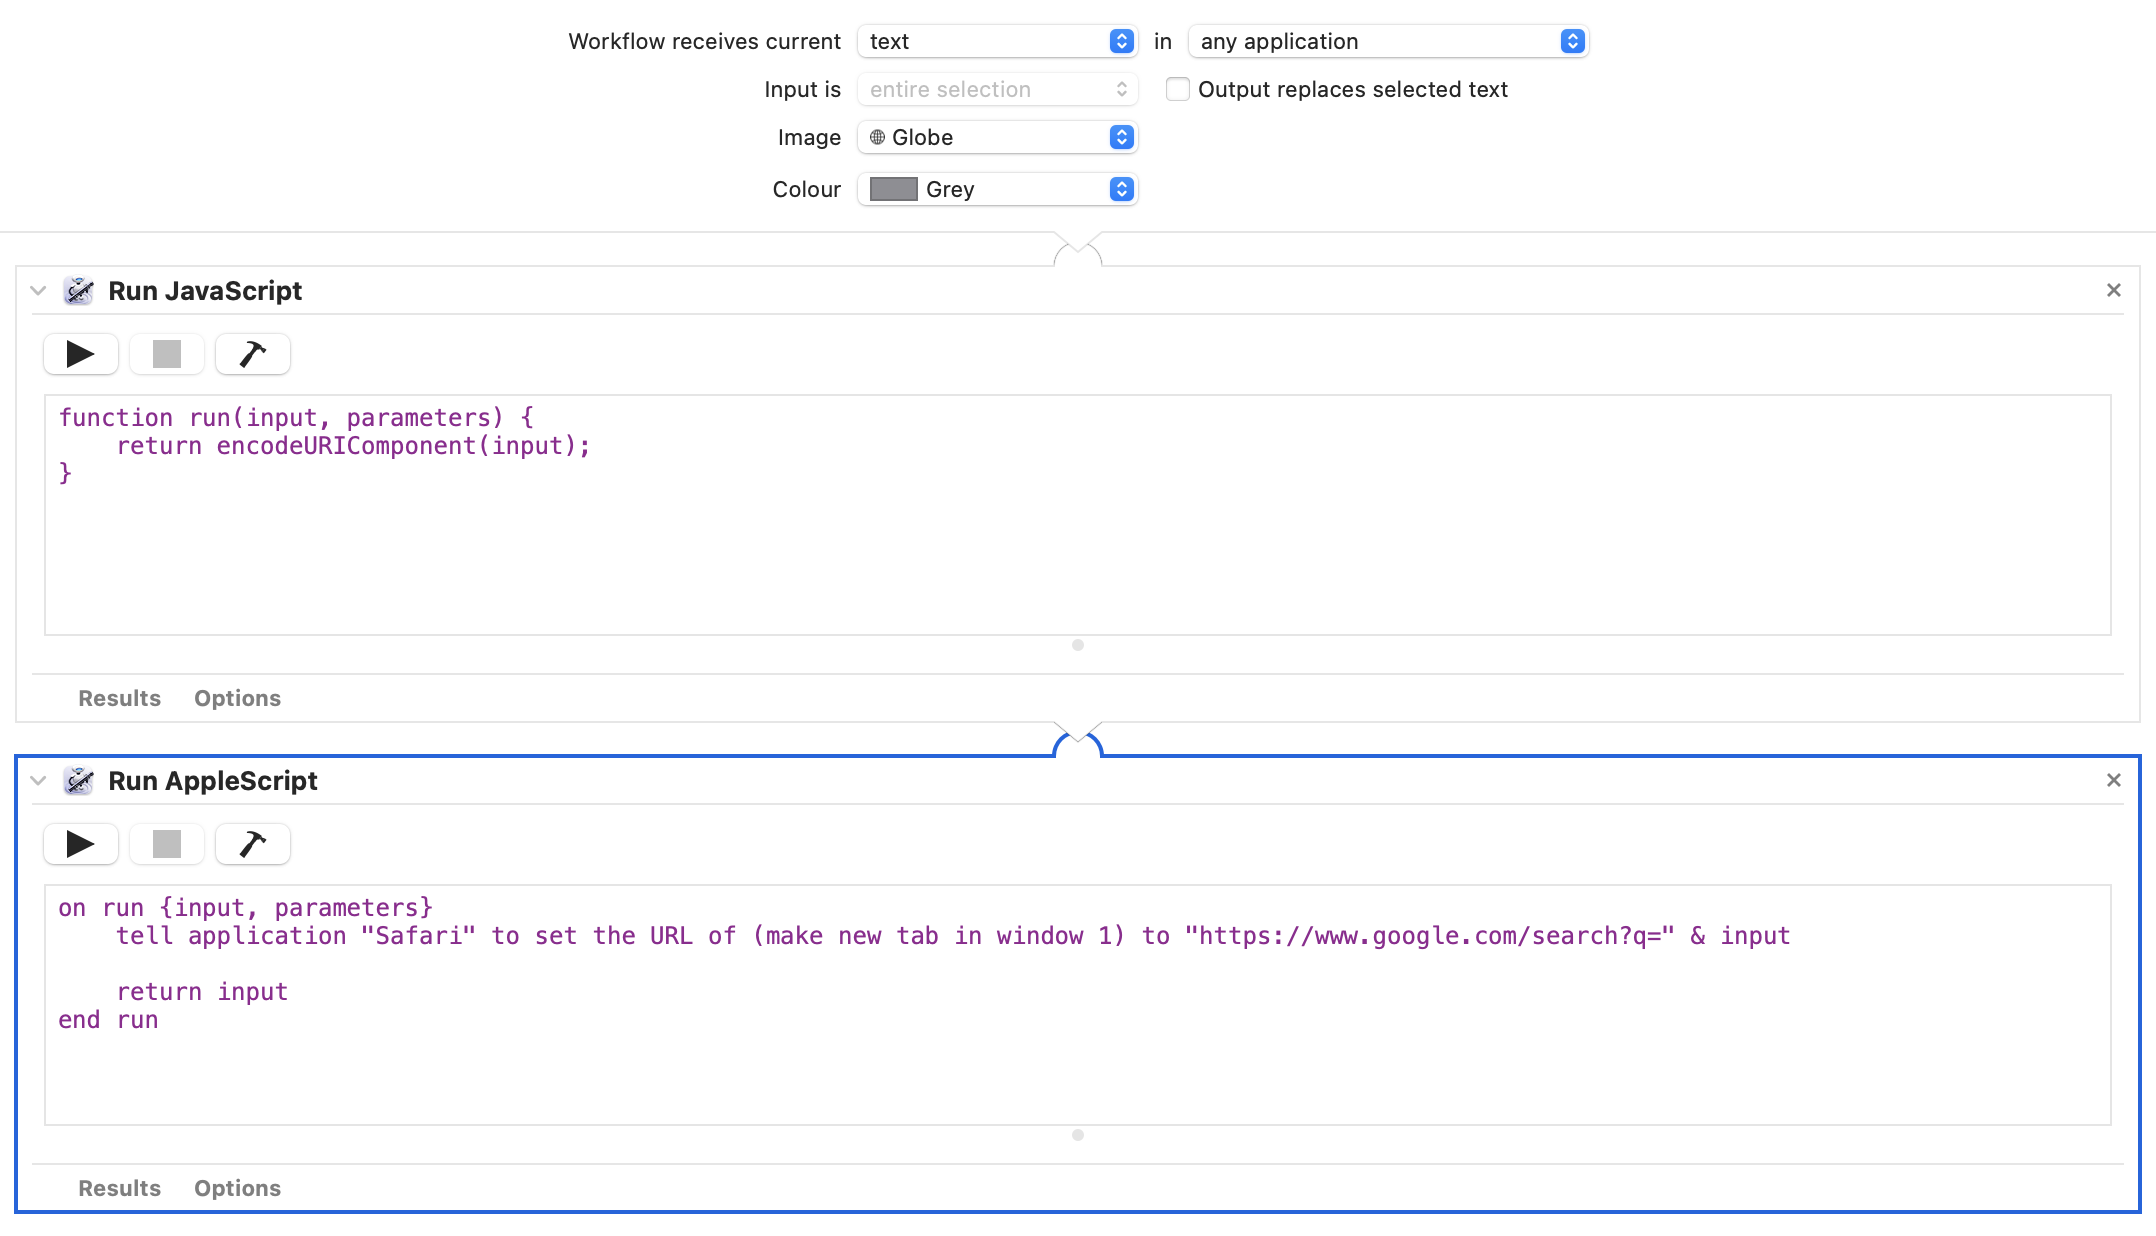 Workflow receives current text in any application
Input is entire selection Output replaces selected text
Image Globe
Colour Grey
Run JavaScript
function run(input, parameters) {
    return encodeURIComponent(input);
}
Results Options
Run AppleScript
on run {input, parameters}
    tell application "Safari" to set the URL of (make new tab in window 1) to "https://www.google.com/search?q=" & input
    return input
end run
Results Options